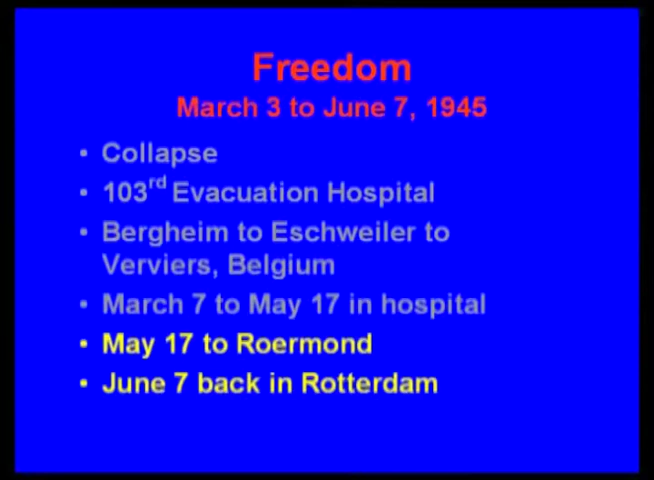 Freedom
March 3 to June 7, 1945
• Collapse
• 103rd Evacuation Hospital
• Bergheim to Eschweiler to
Verviers, Belgium
• March 7 to May 17 in hospital
• May 17 to Roermond
• June 7 back in Rotterdam